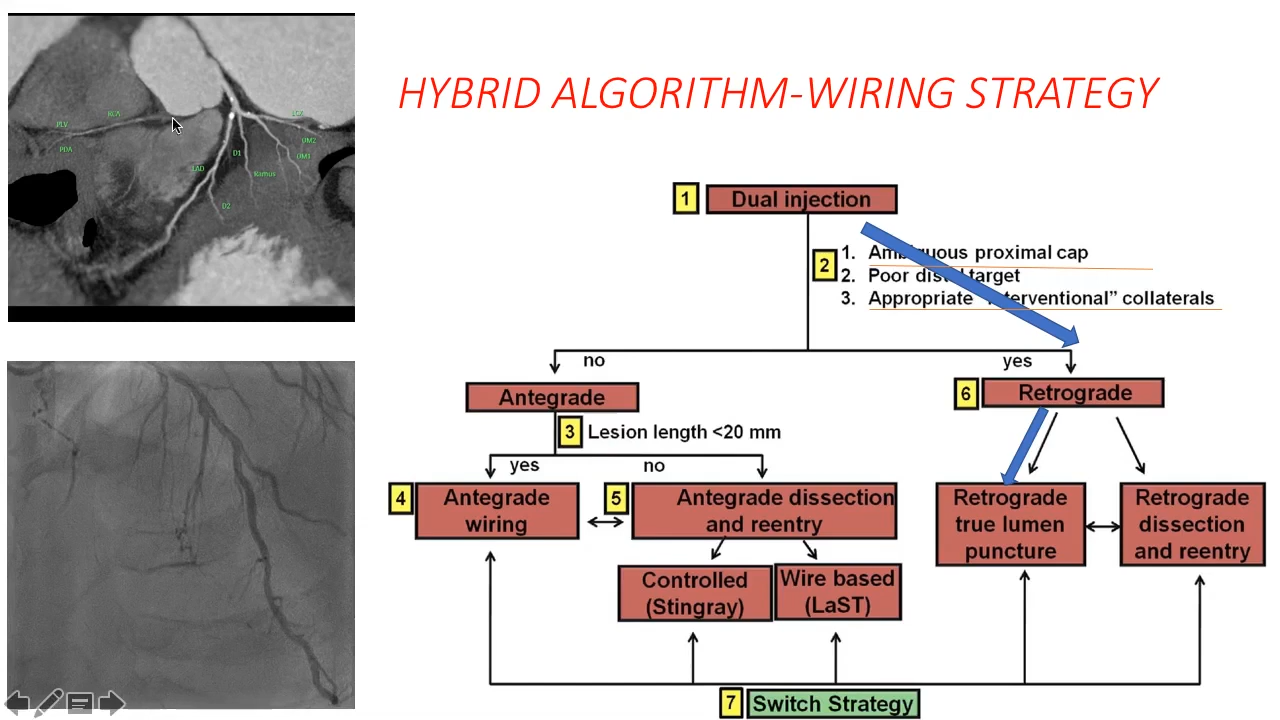 HYBRID ALGORITHM-WIRING STRATEGY
PLV
RCA
PDA
LAD
D1
D2
Ramus
LCX
OM2
OM1
1
Dual injection
2
1. Ambiguous proximal cap
2. Poor distal target
3. Appropriate "interventional" collaterals
no
yes
Antegrade
6
Retrograde
3
Lesion length <20 mm
yes
no
4
Antegrade
wiring
5
Antegrade dissection
and reentry
Retrograde
true lumen
puncture
Retrograde
dissection
and reentry
Controlled
(Stingray)
Wire based
(LaST)
7
Switch Strategy